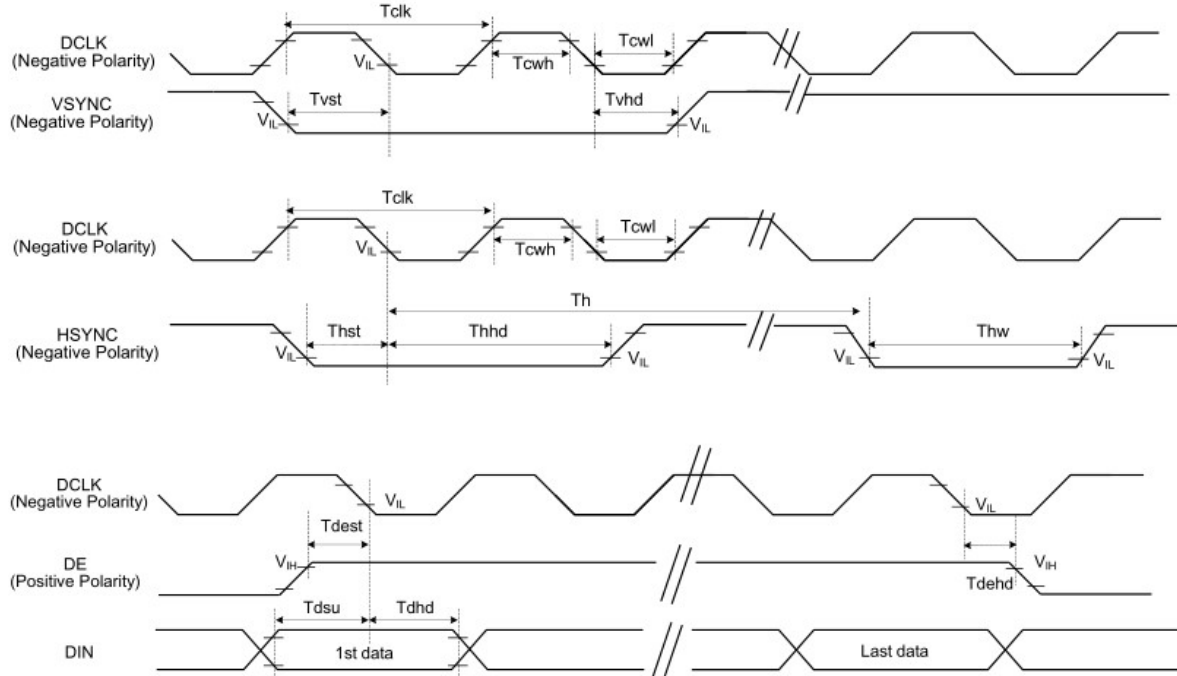 Tclk
DCLK
(Negative Polarity)
VIL
Tcwh
Tcwl
VSYNC
(Negative Polarity)
VIL
Tvst
Tvhd
VIL
Tclk
DCLK
(Negative Polarity)
VIL
Tcwh
Tcwl
Th
HSYNC
(Negative Polarity)
VIL
Thst
Thhd
VIL
VIL
Thw
VIL
DCLK
(Negative Polarity)
VIL
VIL
Tdest
DE
(Positive Polarity)
VIH
Tdehd
VIH
Tdsu
Tdhd
DIN
1st data
Last data